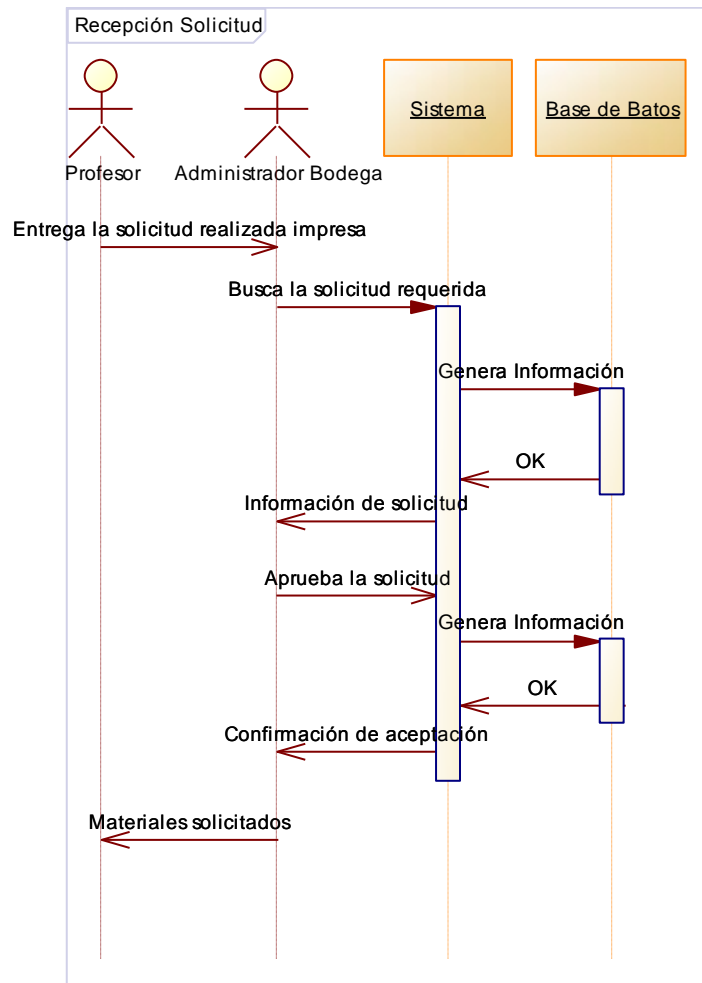 Recepción Solicitud
Sistema
Base de Batos
Profesor
Administrador Bodega
Entrega la solicitud realizada impresa
Busca la solicitud requerida
Genera Información
OK
Información de solicitud
Aprueba la solicitud
Genera Información
OK
Confirmación de aceptación
Materiales solicitados